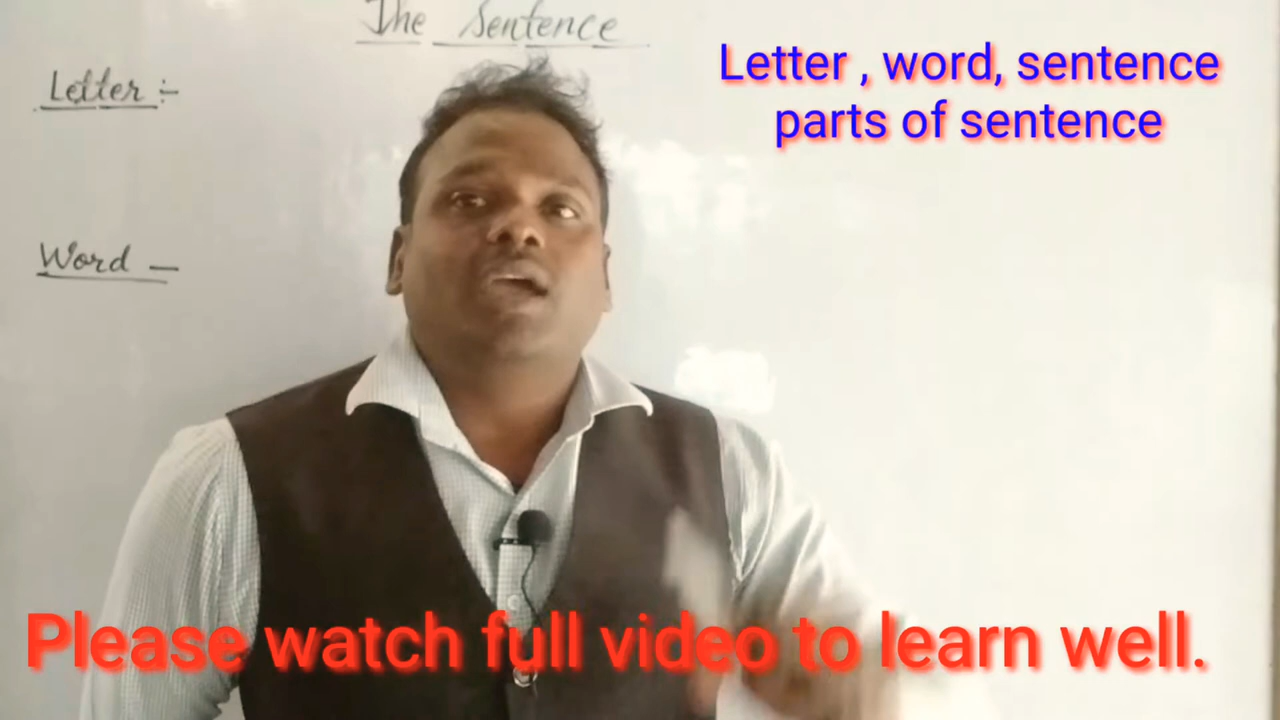 The Sentence
Letter :-
Letter , word, sentence
parts of sentence
Word -
Please watch full video to learn well.